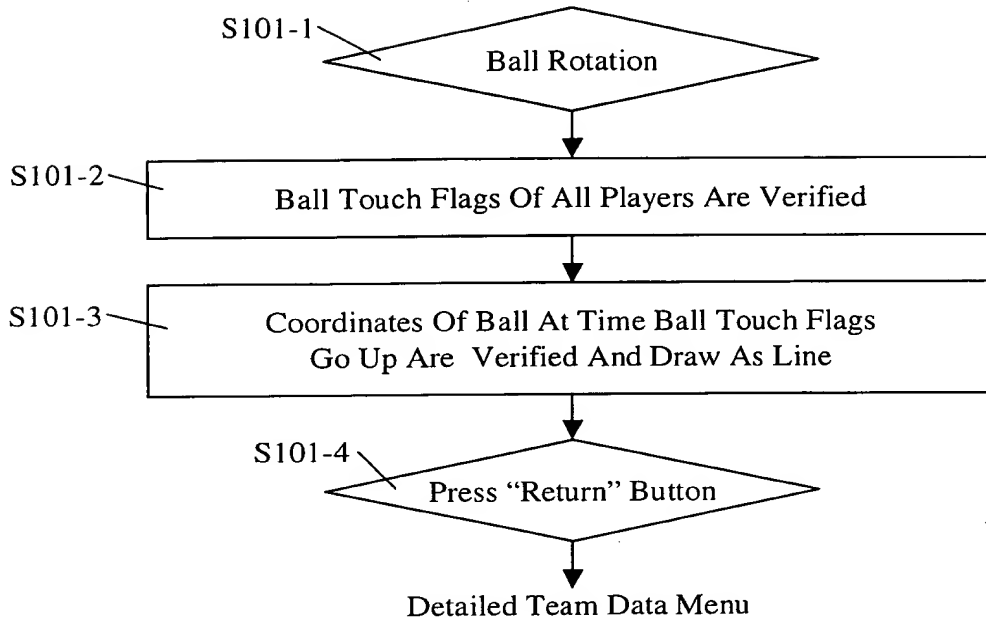 S101-1
Ball Rotation
S101-2
Ball Touch Flags Of All Players Are Verified
S101-3
Coordinates Of Ball At Time Ball Touch Flags
Go Up Are Verified And Draw As Line
S101-4
Press “Return” Button
Detailed Team Data Menu